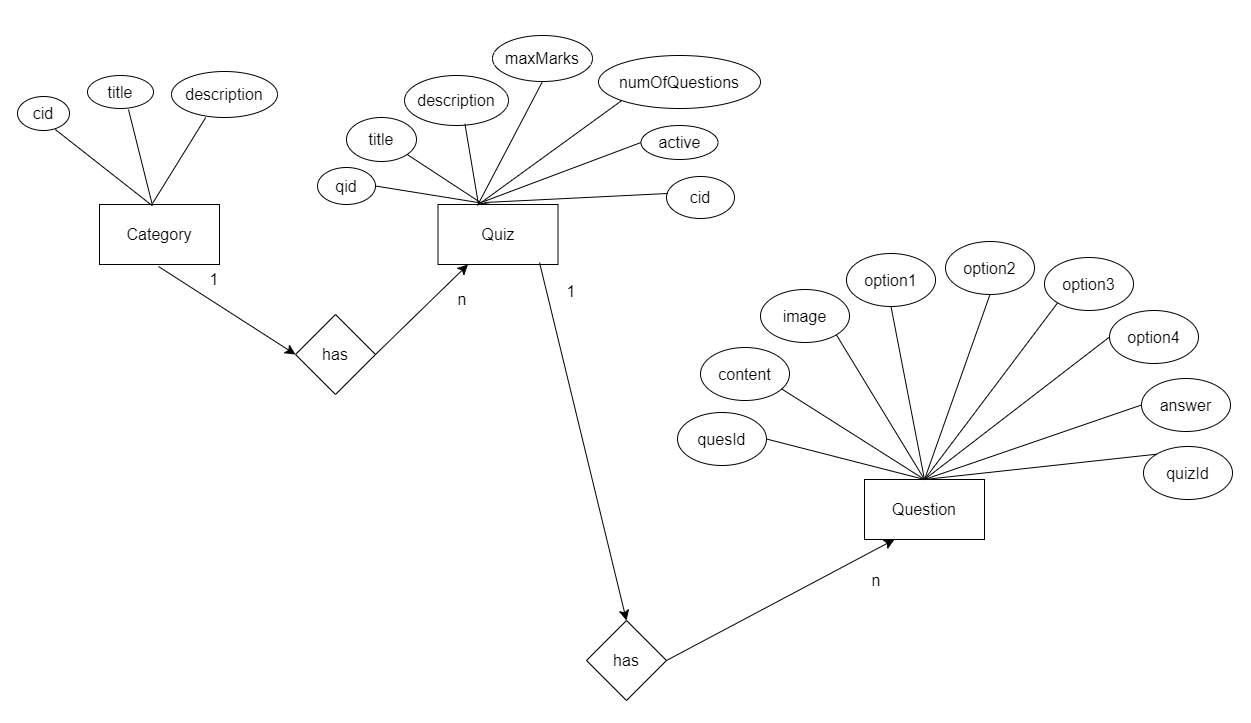 cid
title
description
Category
1
has
n
qid
title
description
maxMarks
numOfQuestions
active
cid
Quiz
1
has
n
quesId
content
image
option1
option2
option3
option4
answer
quizId
Question